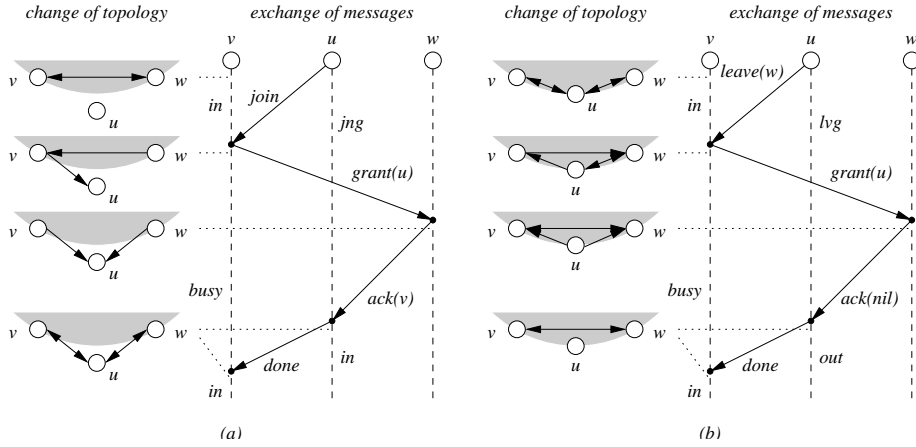 change of topology
exchange of messages
v
u
w
v
w
u
in
join
jng
v
w
u
grant(u)
v
w
u
busy
ack(v)
v
w
u
done
in
in
(a)
change of topology
exchange of messages
v
u
w
v
w
u
in
leave(w)
lvg
v
w
u
grant(u)
v
w
u
busy
ack(nil)
v
w
u
done
out
in
(b)